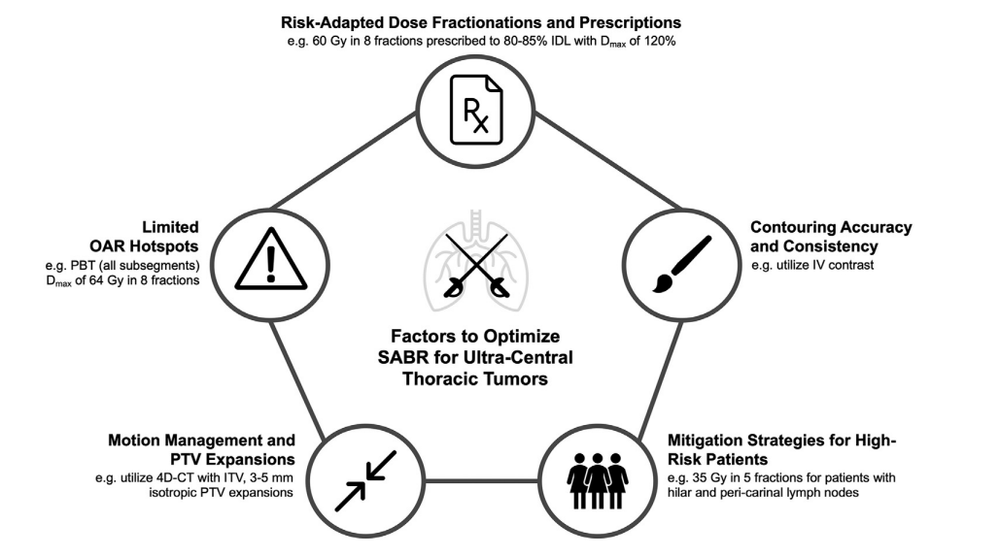 Risk-Adapted Dose Fractionations and Prescriptions
e.g. 60 Gy in 8 fractions prescribed to 80-85% IDL with Dmax of 120%
Rx
Limited
OAR Hotspots
e.g. PBT (all subsegments)
Dmax of 64 Gy in 8 fractions
Contouring Accuracy
and Consistency
e.g. utilize IV contrast
Factors to Optimize
SABR for Ultra-Central
Thoracic Tumors
Motion Management and
PTV Expansions
e.g. utilize 4D-CT with ITV, 3-5 mm
isotropic PTV expansions
Mitigation Strategies for High-
Risk Patients
e.g. 35 Gy in 5 fractions for patients with
hilar and peri-carinal lymph nodes